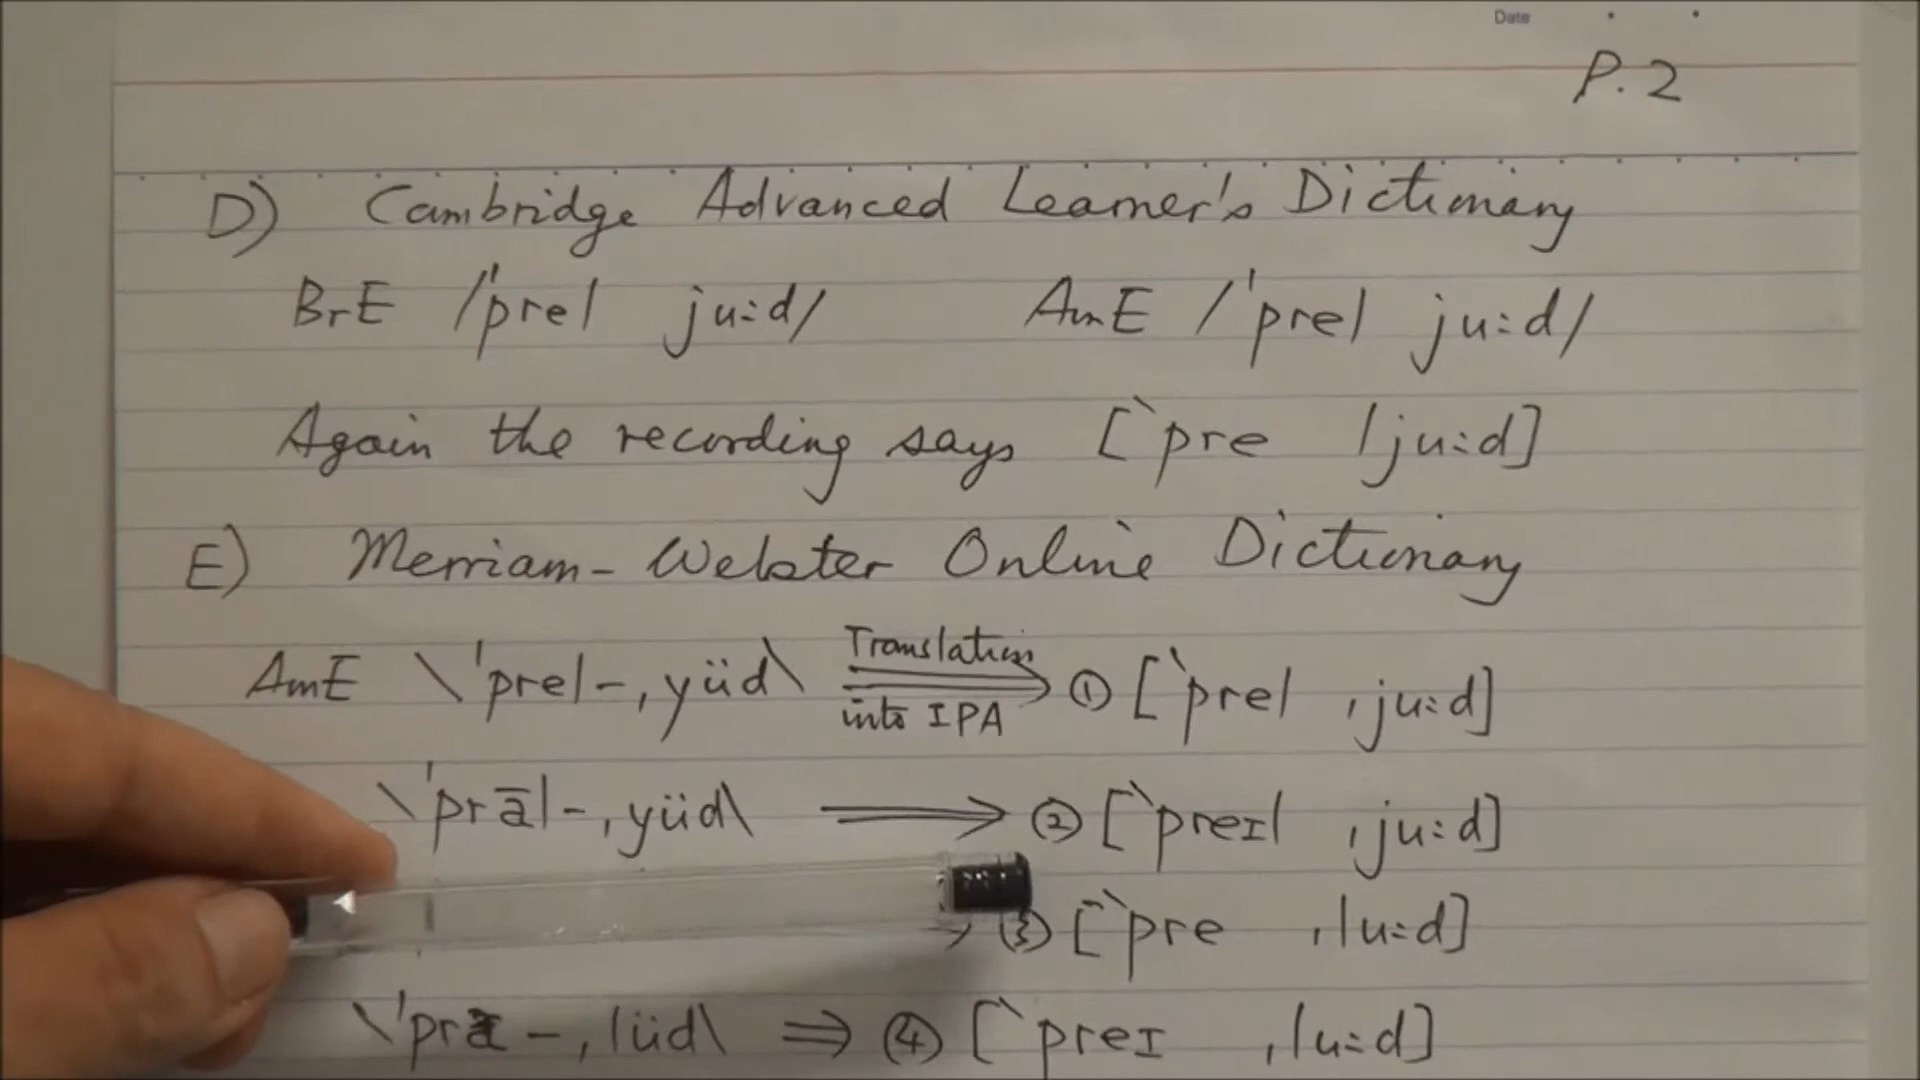 Date
P.2
D) Cambridge Advanced Learner's Dictionary
BrE /ˈprel juːd/ AmE /ˈprel juːd/
Again the recording says [ˋpre ljuːd]
E) Merriam-Webster Online Dictionary
AmE \ˈprel-ˌyüd\ Translation into IPA ① [ˋprel ˌjuːd]
\ˈprāl-ˌyüd\ ⇒ ② [ˋpreɪl ˌjuːd]
③ [ˋpre ˌluːd]
\ˈprā-ˌlüd\ ⇒ ④ [ˋpreɪ ˌluːd]